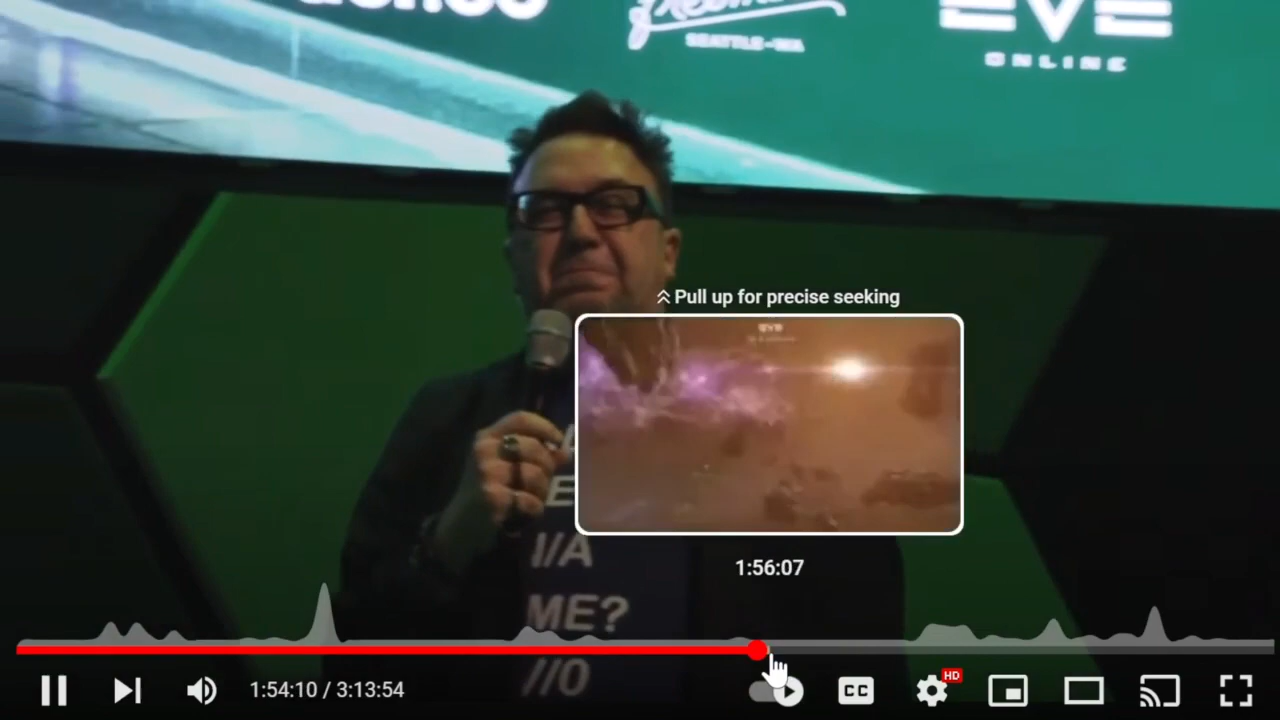 SEATTLE-WA
EVE
ONLINE
Pull up for precise seeking
1:56:07
I/A
ME?
//O
1:54:10 / 3:13:54
CC
HD